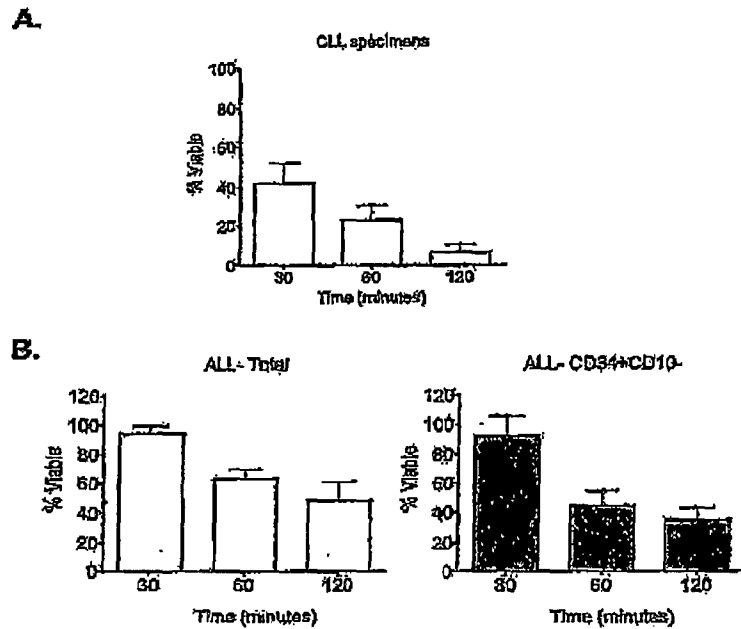 A.
CLL specimens
100
80
60
40
20
0
% Viable
30 60 120
Time (minutes)
B.
ALL- Total
120
100
80
60
40
20
0
% Viable
30 60 120
Time (minutes)
ALL- CD34+CD10-
120
100
80
60
40
20
0
% Viable
30 60 120
Time (minutes)